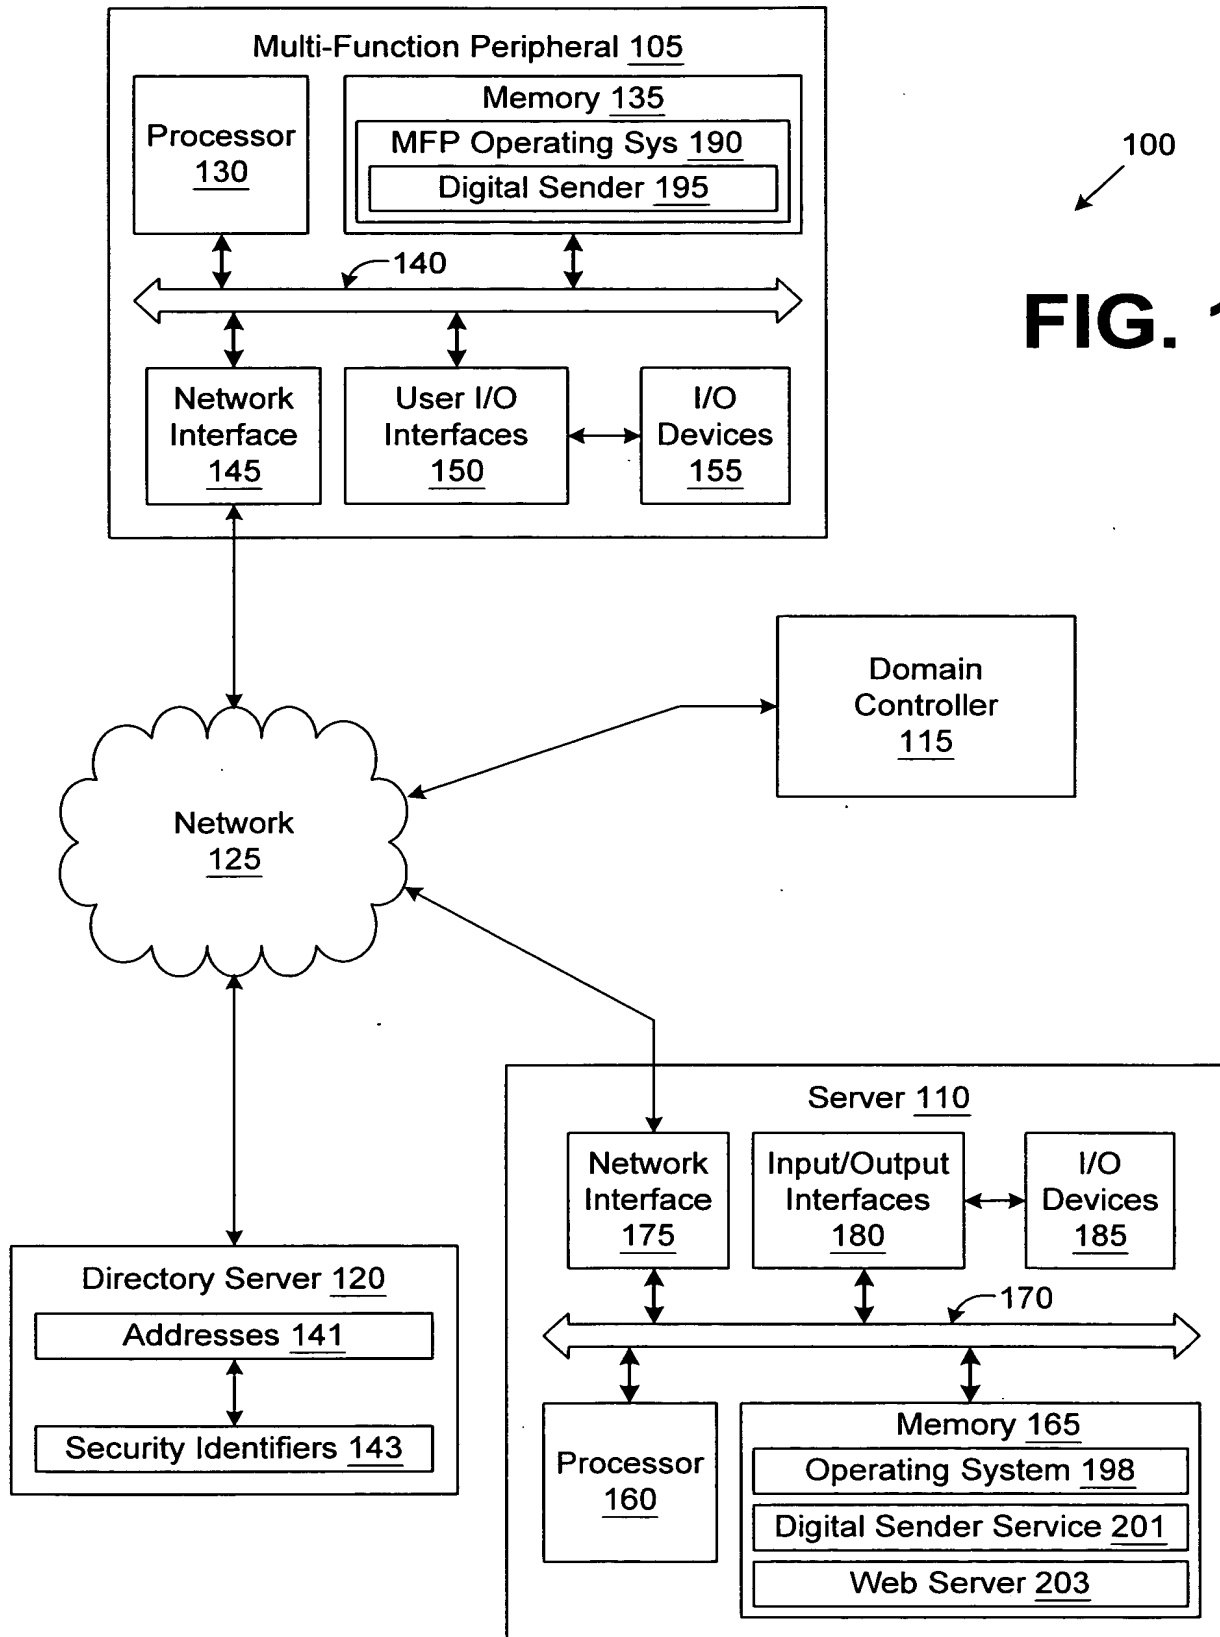 Multi-Function Peripheral 105
Processor
130
Memory 135
MFP Operating Sys 190
Digital Sender 195
100
140
FIG. 1
Network
Interface
145
User I/O
Interfaces
150
I/O
Devices
155
Domain
Controller
115
Network
125
Server 110
Network
Interface
175
Input/Output
Interfaces
180
I/O
Devices
185
Directory Server 120
Addresses 141
Security Identifiers 143
170
Processor
160
Memory 165
Operating System 198
Digital Sender Service 201
Web Server 203